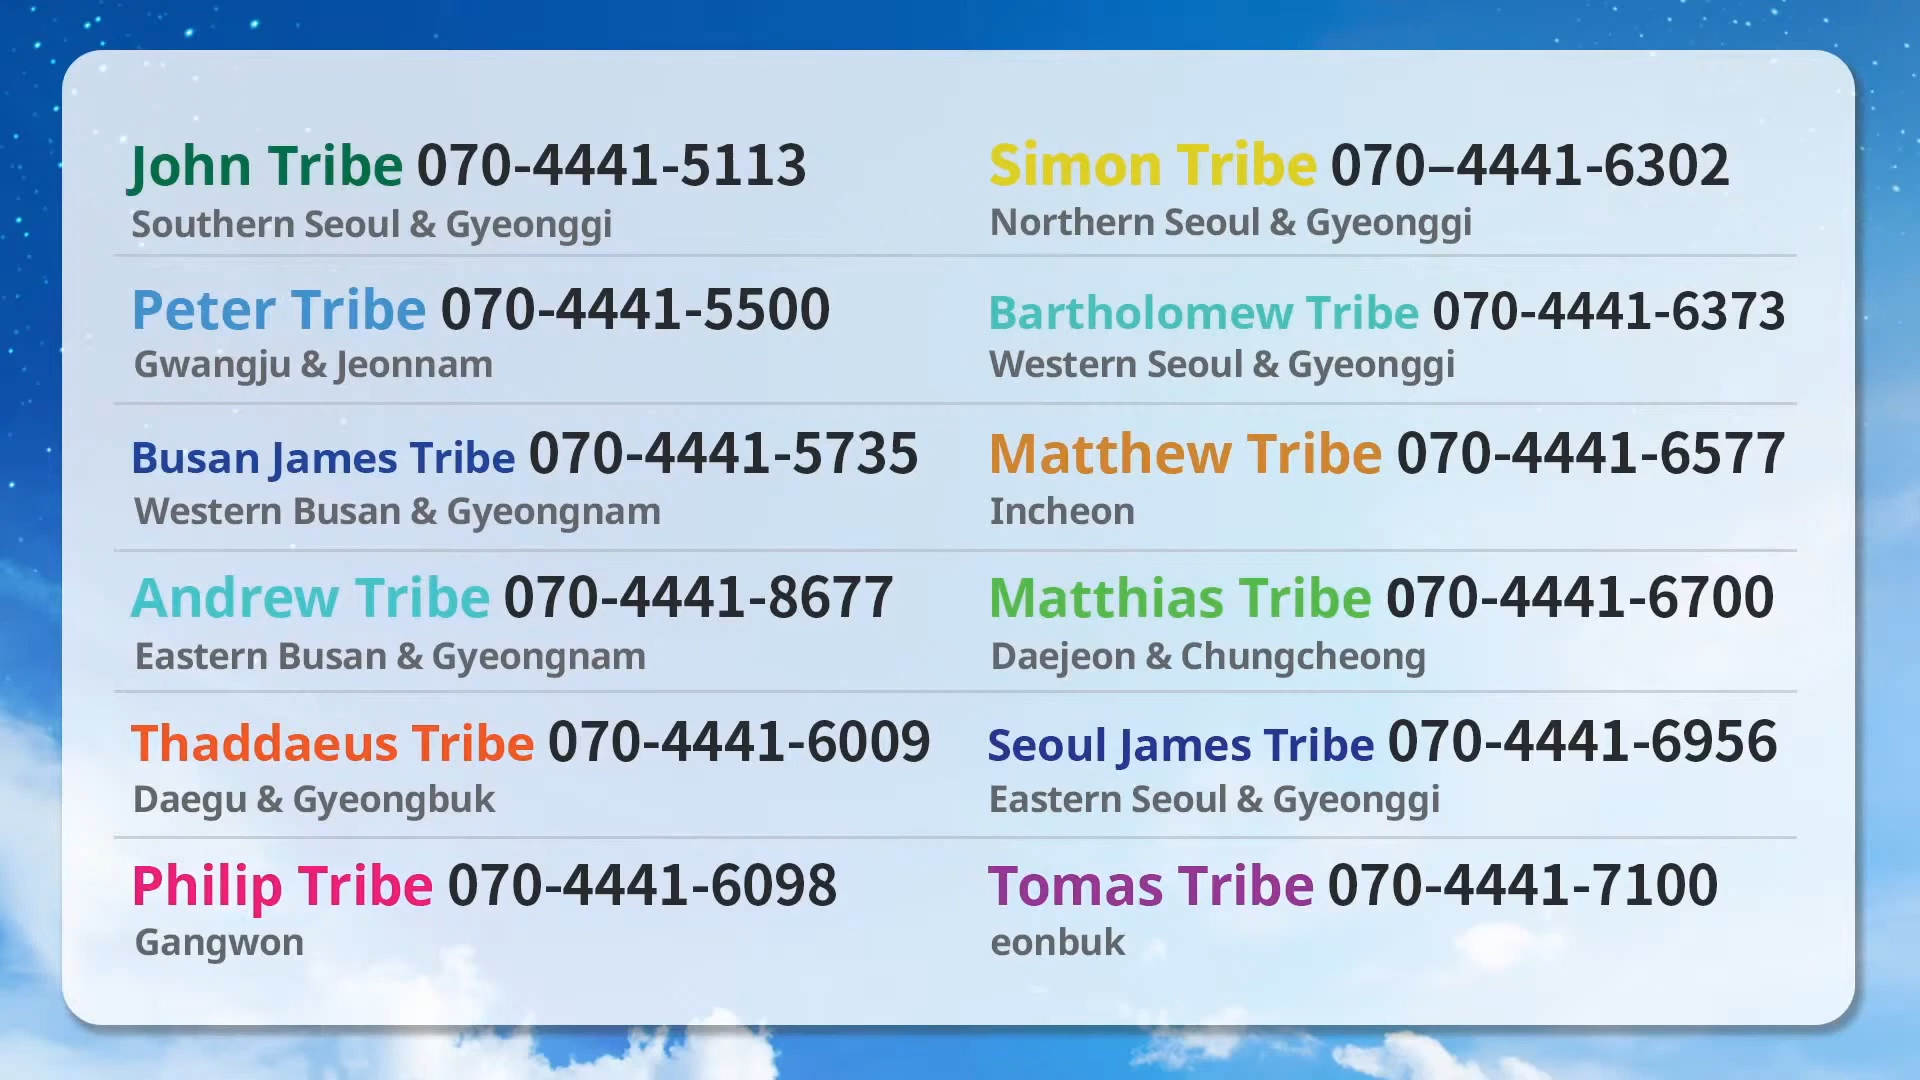 John Tribe 070-4441-5113
Southern Seoul & Gyeonggi
Peter Tribe 070-4441-5500
Gwangju & Jeonnam
Busan James Tribe 070-4441-5735
Western Busan & Gyeongnam
Andrew Tribe 070-4441-8677
Eastern Busan & Gyeongnam
Thaddaeus Tribe 070-4441-6009
Daegu & Gyeongbuk
Philip Tribe 070-4441-6098
Gangwon
Simon Tribe 070–4441-6302
Northern Seoul & Gyeonggi
Bartholomew Tribe 070-4441-6373
Western Seoul & Gyeonggi
Matthew Tribe 070-4441-6577
Incheon
Matthias Tribe 070-4441-6700
Daejeon & Chungcheong
Seoul James Tribe 070-4441-6956
Eastern Seoul & Gyeonggi
Tomas Tribe 070-4441-7100
eonbuk